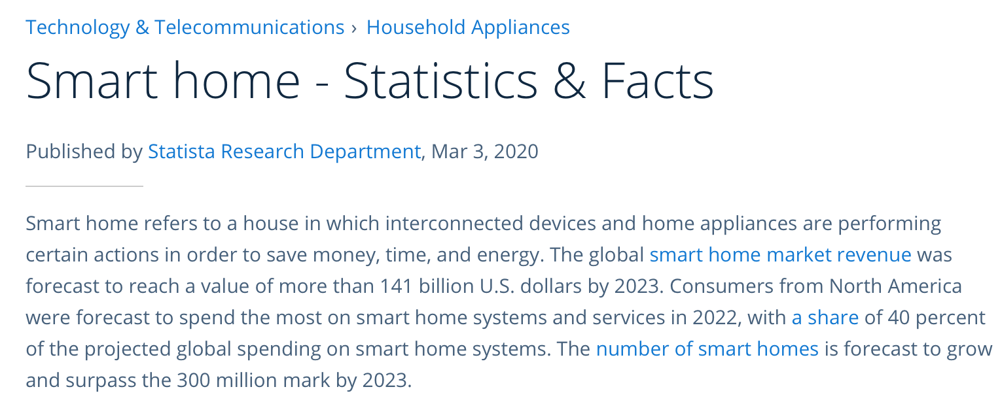 Technology & Telecommunications › Household Appliances
Smart home - Statistics & Facts
Published by Statista Research Department, Mar 3, 2020
Smart home refers to a house in which interconnected devices and home appliances are performing
certain actions in order to save money, time, and energy. The global smart home market revenue was
forecast to reach a value of more than 141 billion U.S. dollars by 2023. Consumers from North America
were forecast to spend the most on smart home systems and services in 2022, with a share of 40 percent
of the projected global spending on smart home systems. The number of smart homes is forecast to grow
and surpass the 300 million mark by 2023.